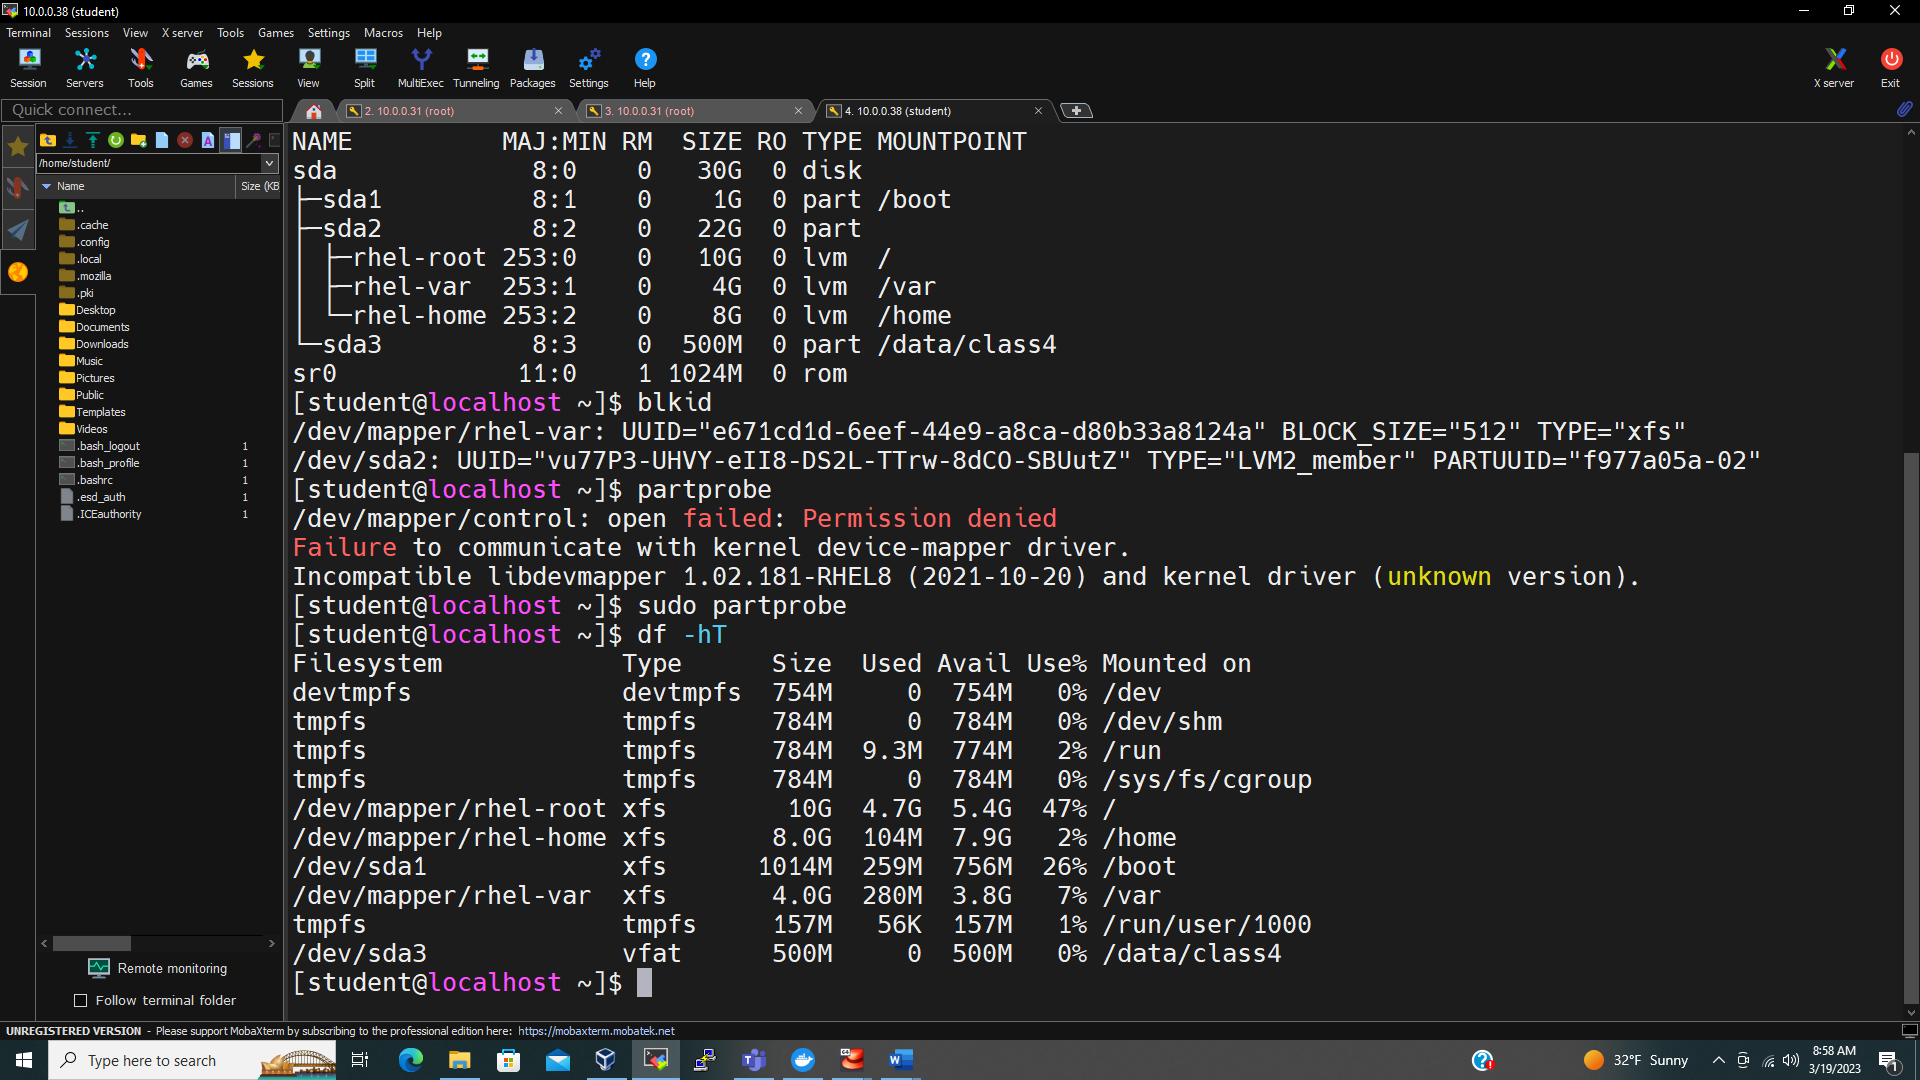 10.0.0.38 (student)
Terminal Sessions View X server Tools Games Settings Macros Help
Session Servers Tools Games Sessions View Split MultiExec Tunneling Packages Settings Help X server Exit
Quick connect...
2. 10.0.0.31 (root) 3. 10.0.0.31 (root) 4. 10.0.0.38 (student)
/home/student/
Name Size (KB
..
.cache
.config
.local
.mozilla
.pki
Desktop
Documents
Downloads
Music
Pictures
Public
Templates
Videos
.bash_logout 1
.bash_profile 1
.bashrc 1
.esd_auth 1
.ICEauthority 1
Remote monitoring
Follow terminal folder
NAME MAJ:MIN RM SIZE RO TYPE MOUNTPOINT
sda 8:0 0 30G 0 disk
├─sda1 8:1 0 1G 0 part /boot
├─sda2 8:2 0 22G 0 part
│ ├─rhel-root 253:0 0 10G 0 lvm /
│ ├─rhel-var 253:1 0 4G 0 lvm /var
│ └─rhel-home 253:2 0 8G 0 lvm /home
└─sda3 8:3 0 500M 0 part /data/class4
sr0 11:0 1 1024M 0 rom
[student@localhost ~]$ blkid
/dev/mapper/rhel-var: UUID="e671cd1d-6eef-44e9-a8ca-d80b33a8124a" BLOCK_SIZE="512" TYPE="xfs"
/dev/sda2: UUID="vu77P3-UHVY-eII8-DS2L-TTrw-8dCO-SBUutZ" TYPE="LVM2_member" PARTUUID="f977a05a-02"
[student@localhost ~]$ partprobe
/dev/mapper/control: open failed: Permission denied
Failure to communicate with kernel device-mapper driver.
Incompatible libdevmapper 1.02.181-RHEL8 (2021-10-20) and kernel driver (unknown version).
[student@localhost ~]$ sudo partprobe
[student@localhost ~]$ df -hT
Filesystem Type Size Used Avail Use% Mounted on
devtmpfs devtmpfs 754M 0 754M 0% /dev
tmpfs tmpfs 784M 0 784M 0% /dev/shm
tmpfs tmpfs 784M 9.3M 774M 2% /run
tmpfs tmpfs 784M 0 784M 0% /sys/fs/cgroup
/dev/mapper/rhel-root xfs 10G 4.7G 5.4G 47% /
/dev/mapper/rhel-home xfs 8.0G 104M 7.9G 2% /home
/dev/sda1 xfs 1014M 259M 756M 26% /boot
/dev/mapper/rhel-var xfs 4.0G 280M 3.8G 7% /var
tmpfs tmpfs 157M 56K 157M 1% /run/user/1000
/dev/sda3 vfat 500M 0 500M 0% /data/class4
[student@localhost ~]$
UNREGISTERED VERSION - Please support MobaXterm by subscribing to the professional edition here: https://mobaxterm.mobatek.net
Type here to search
32°F Sunny
8:58 AM
3/19/2023
1